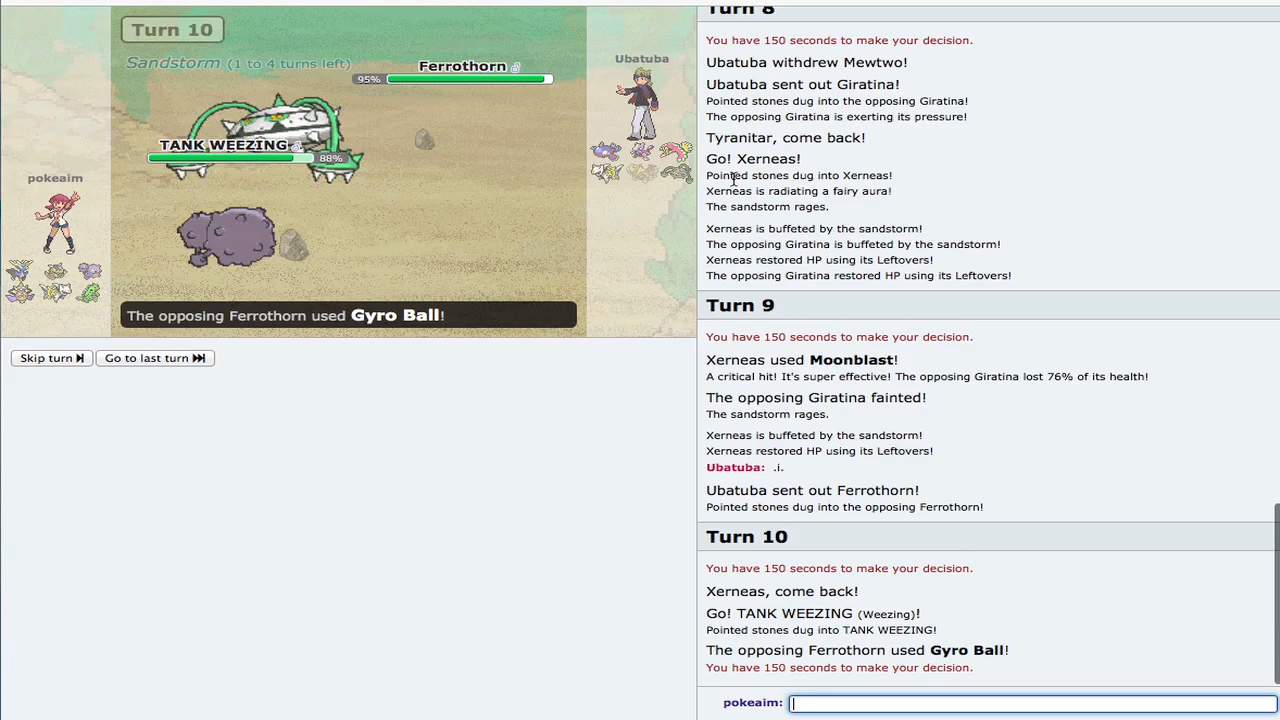 Turn 10
Sandstorm (1 to 4 turns left)
Ferrothorn ♂
95%
TANK WEEZING ♂
88%
pokeaim
Ubatuba
The opposing Ferrothorn used Gyro Ball!
Skip turn
Go to last turn
Turn 8
You have 150 seconds to make your decision.
Ubatuba withdrew Mewtwo!
Ubatuba sent out Giratina!
Pointed stones dug into the opposing Giratina!
The opposing Giratina is exerting its pressure!
Tyranitar, come back!
Go! Xerneas!
Pointed stones dug into Xerneas!
Xerneas is radiating a fairy aura!
The sandstorm rages.
Xerneas is buffeted by the sandstorm!
The opposing Giratina is buffeted by the sandstorm!
Xerneas restored HP using its Leftovers!
The opposing Giratina restored HP using its Leftovers!
Turn 9
You have 150 seconds to make your decision.
Xerneas used Moonblast!
A critical hit! It's super effective! The opposing Giratina lost 76% of its health!
The opposing Giratina fainted!
The sandstorm rages.
Xerneas is buffeted by the sandstorm!
Xerneas restored HP using its Leftovers!
Ubatuba: .i.
Ubatuba sent out Ferrothorn!
Pointed stones dug into the opposing Ferrothorn!
Turn 10
You have 150 seconds to make your decision.
Xerneas, come back!
Go! TANK WEEZING (Weezing)!
Pointed stones dug into TANK WEEZING!
The opposing Ferrothorn used Gyro Ball!
You have 150 seconds to make your decision.
pokeaim: